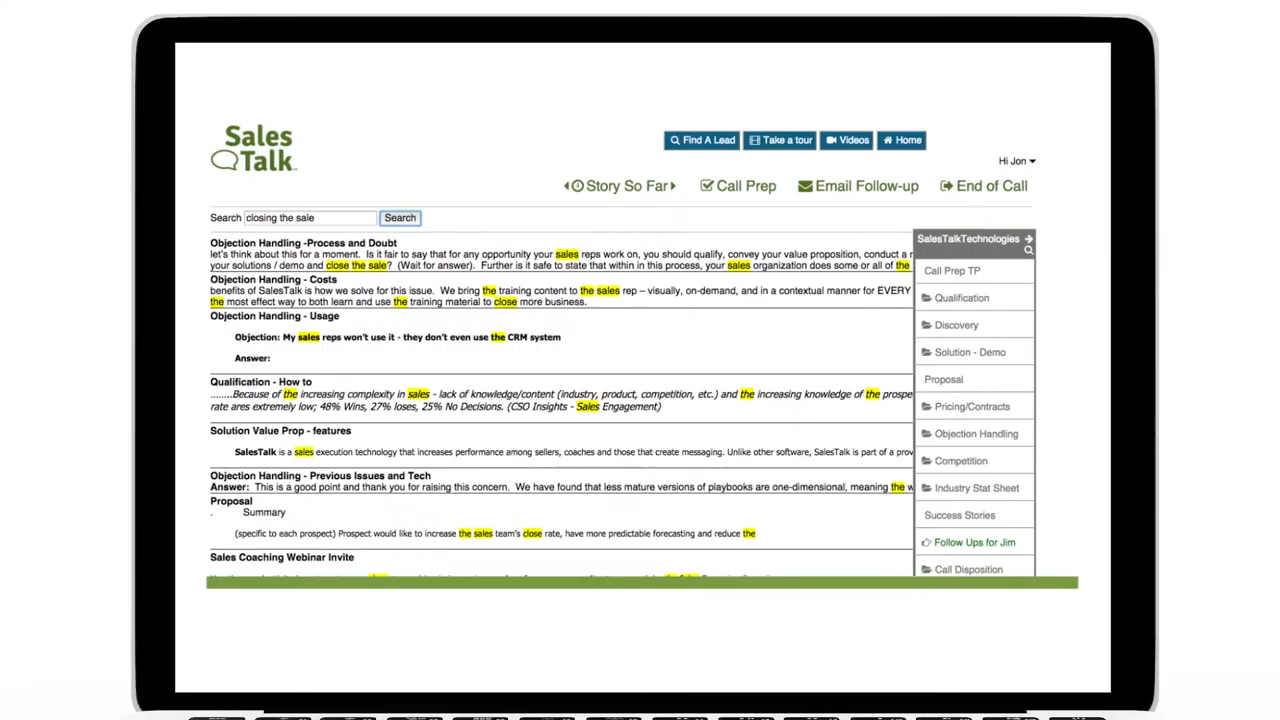 Sales
Talk
Find A Lead
Take a tour
Videos
Home
Hi Jon
Story So Far
Call Prep
Email Follow-up
End of Call
Search closing the sale Search
Objection Handling -Process and Doubt
let's think about this for a moment. Is it fair to say that for any opportunity your sales reps work on, you should qualify, convey your value proposition, conduct a r
your solutions / demo and close the sale? (Wait for answer). Further is it safe to state that within in this process, your sales organization does some or all of the
Objection Handling - Costs
benefits of SalesTalk is how we solve for this issue. We bring the training content to the sales rep – visually, on-demand, and in a contextual manner for EVERY
the most effect way to both learn and use the training material to close more business.
Objection Handling - Usage
Objection: My sales reps won't use it - they don't even use the CRM system
Answer:
Qualification - How to
........Because of the increasing complexity in sales - lack of knowledge/content (industry, product, competition, etc.) and the increasing knowledge of the prospe
rate ares extremely low; 48% Wins, 27% loses, 25% No Decisions. (CSO Insights - Sales Engagement)
Solution Value Prop - features
SalesTalk is a sales execution technology that increases performance among sellers, coaches and those that create messaging. Unlike other software, SalesTalk is part of a prov
Objection Handling - Previous Issues and Tech
Answer: This is a good point and thank you for raising this concern. We have found that less mature versions of playbooks are one-dimensional, meaning the w
Proposal
. Summary
(specific to each prospect) Prospect would like to increase the sales team's close rate, have more predictable forecasting and reduce the
Sales Coaching Webinar Invite
SalesTalkTechnologies
Call Prep TP
Qualification
Discovery
Solution - Demo
Proposal
Pricing/Contracts
Objection Handling
Competition
Industry Stat Sheet
Success Stories
Follow Ups for Jim
Call Disposition